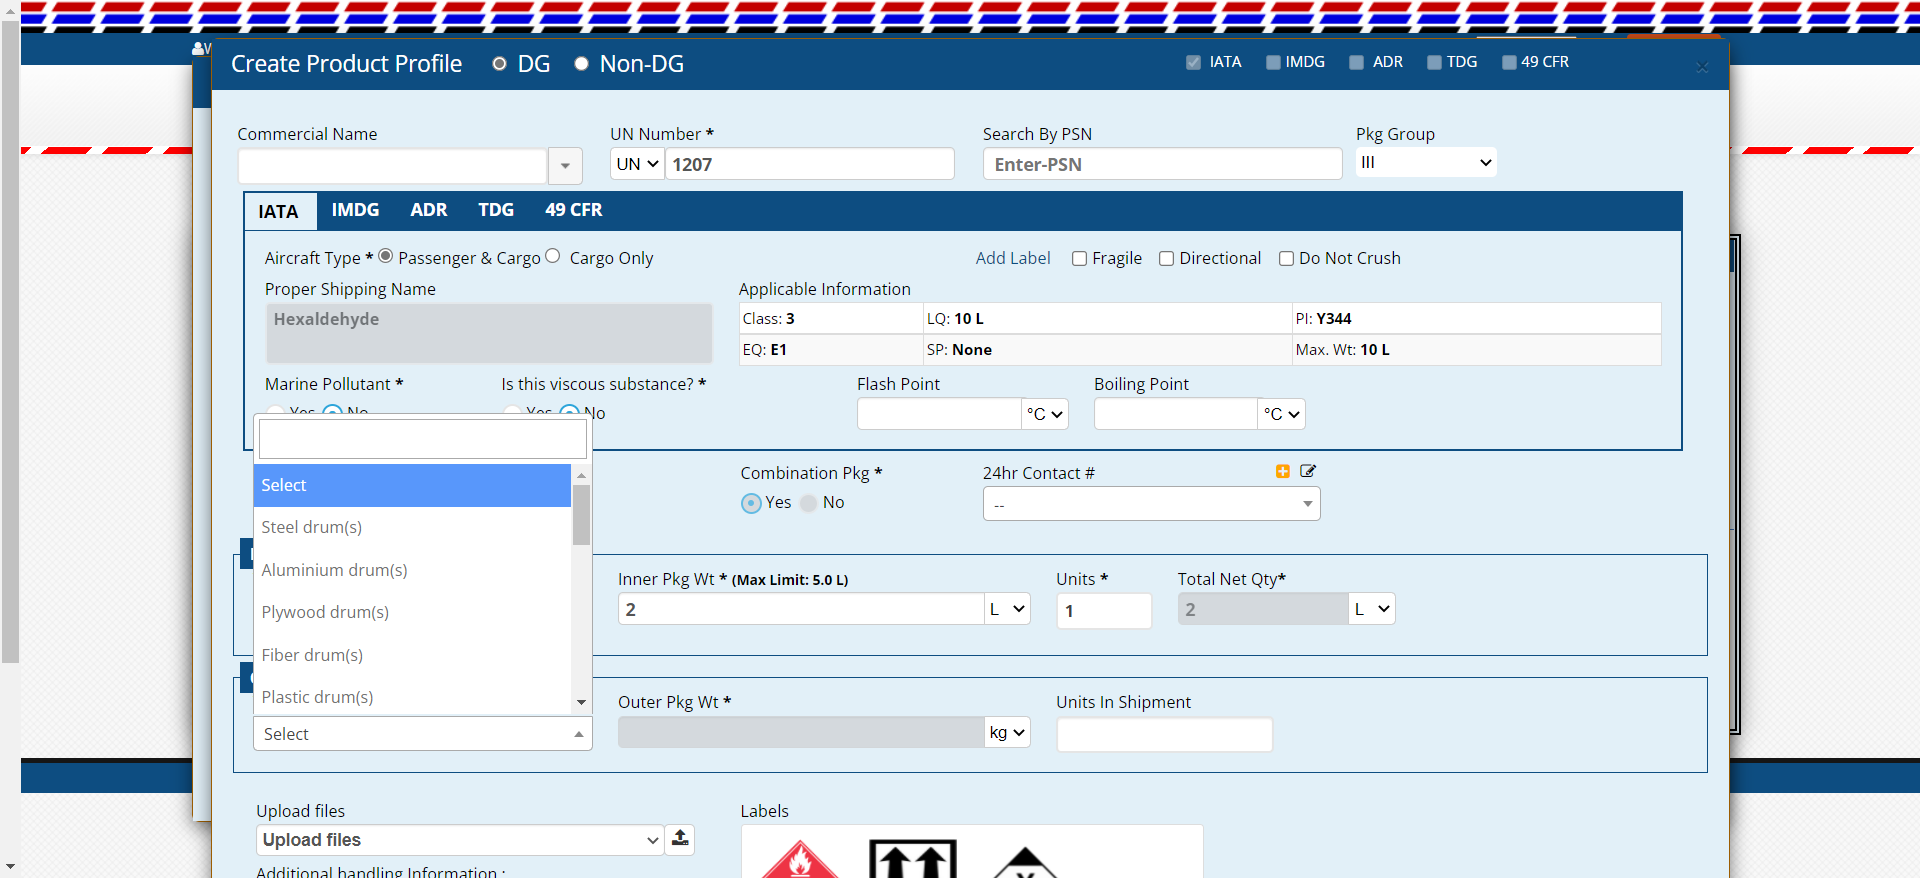 W
Create Product Profile DG Non-DG IATA IMDG ADR TDG 49 CFR ×
Commercial Name UN Number * Search By PSN Pkg Group
UN 1207 Enter-PSN III
IATA IMDG ADR TDG 49 CFR
Aircraft Type * Passenger & Cargo Cargo Only Add Label Fragile Directional Do Not Crush
Proper Shipping Name Applicable Information
Hexaldehyde Class: 3 LQ: 10 L PI: Y344
EQ: E1 SP: None Max. Wt: 10 L
Marine Pollutant * Is this viscous substance? * Flash Point Boiling Point
Yes No Yes No °C °C
Combination Pkg * 24hr Contact #
Select
Yes No --
Steel drum(s)
Aluminium drum(s) Inner Pkg Wt * (Max Limit: 5.0 L) Units * Total Net Qty*
Plywood drum(s) 2 L 1 2 L
Fiber drum(s)
Plastic drum(s) Outer Pkg Wt * Units In Shipment
Select kg
Upload files Labels
Upload files
Additional handling Information :